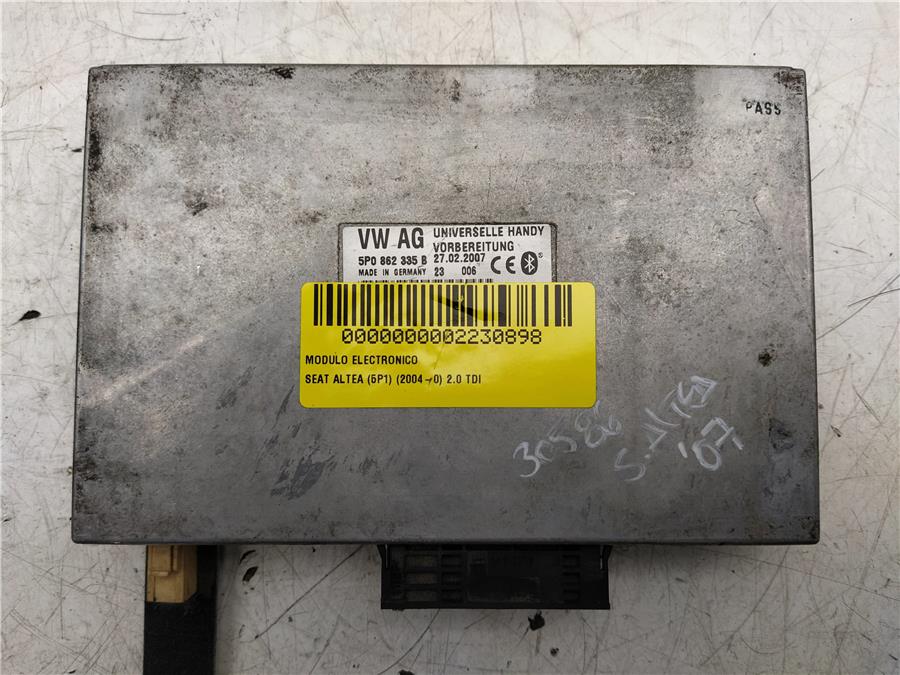 PASS
VW AG UNIVERSELLE HANDY
VORBEREITUNG
5P0 862 335 B 27.02.2007
MADE IN GERMANY 23 006 CE
0000000002230898
MODULO ELECTRONICO
SEAT ALTEA (5P1) (2004->0) 2.0 TDI
30586
S. Altea
'07